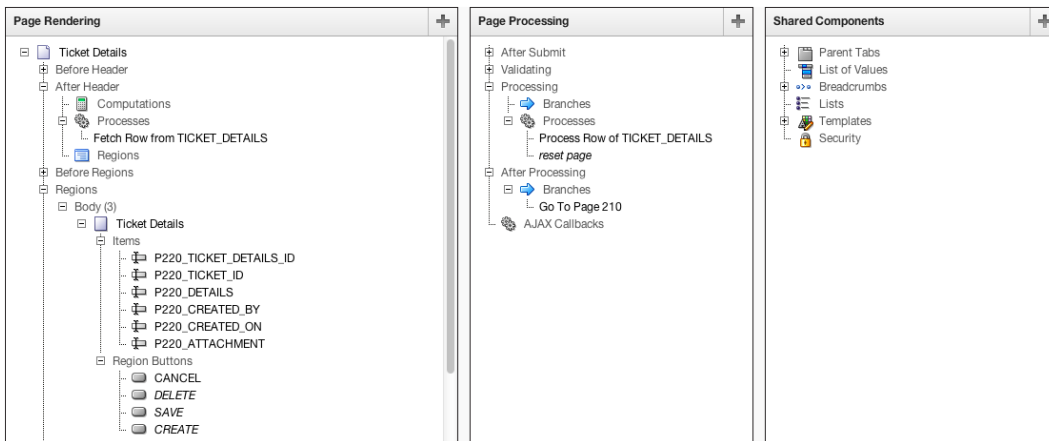 Page Rendering
Ticket Details
Before Header
After Header
Computations
Processes
Fetch Row from TICKET_DETAILS
Regions
Before Regions
Regions
Body (3)
Ticket Details
Items
P220_TICKET_DETAILS_ID
P220_TICKET_ID
P220_DETAILS
P220_CREATED_BY
P220_CREATED_ON
P220_ATTACHMENT
Region Buttons
CANCEL
DELETE
SAVE
CREATE
Page Processing
After Submit
Validating
Processing
Branches
Processes
Process Row of TICKET_DETAILS
reset page
After Processing
Branches
Go To Page 210
AJAX Callbacks
Shared Components
Parent Tabs
List of Values
Breadcrumbs
Lists
Templates
Security